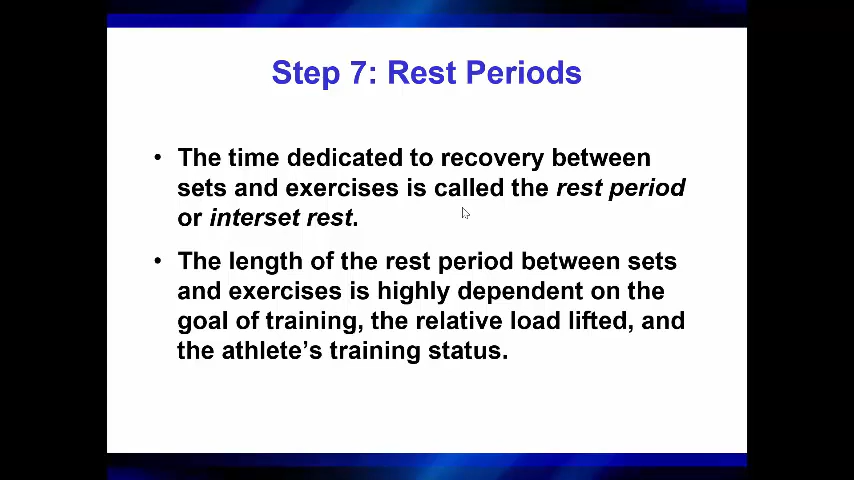 Step 7: Rest Periods
• The time dedicated to recovery between
sets and exercises is called the rest period
or interset rest.
• The length of the rest period between sets
and exercises is highly dependent on the
goal of training, the relative load lifted, and
the athlete’s training status.